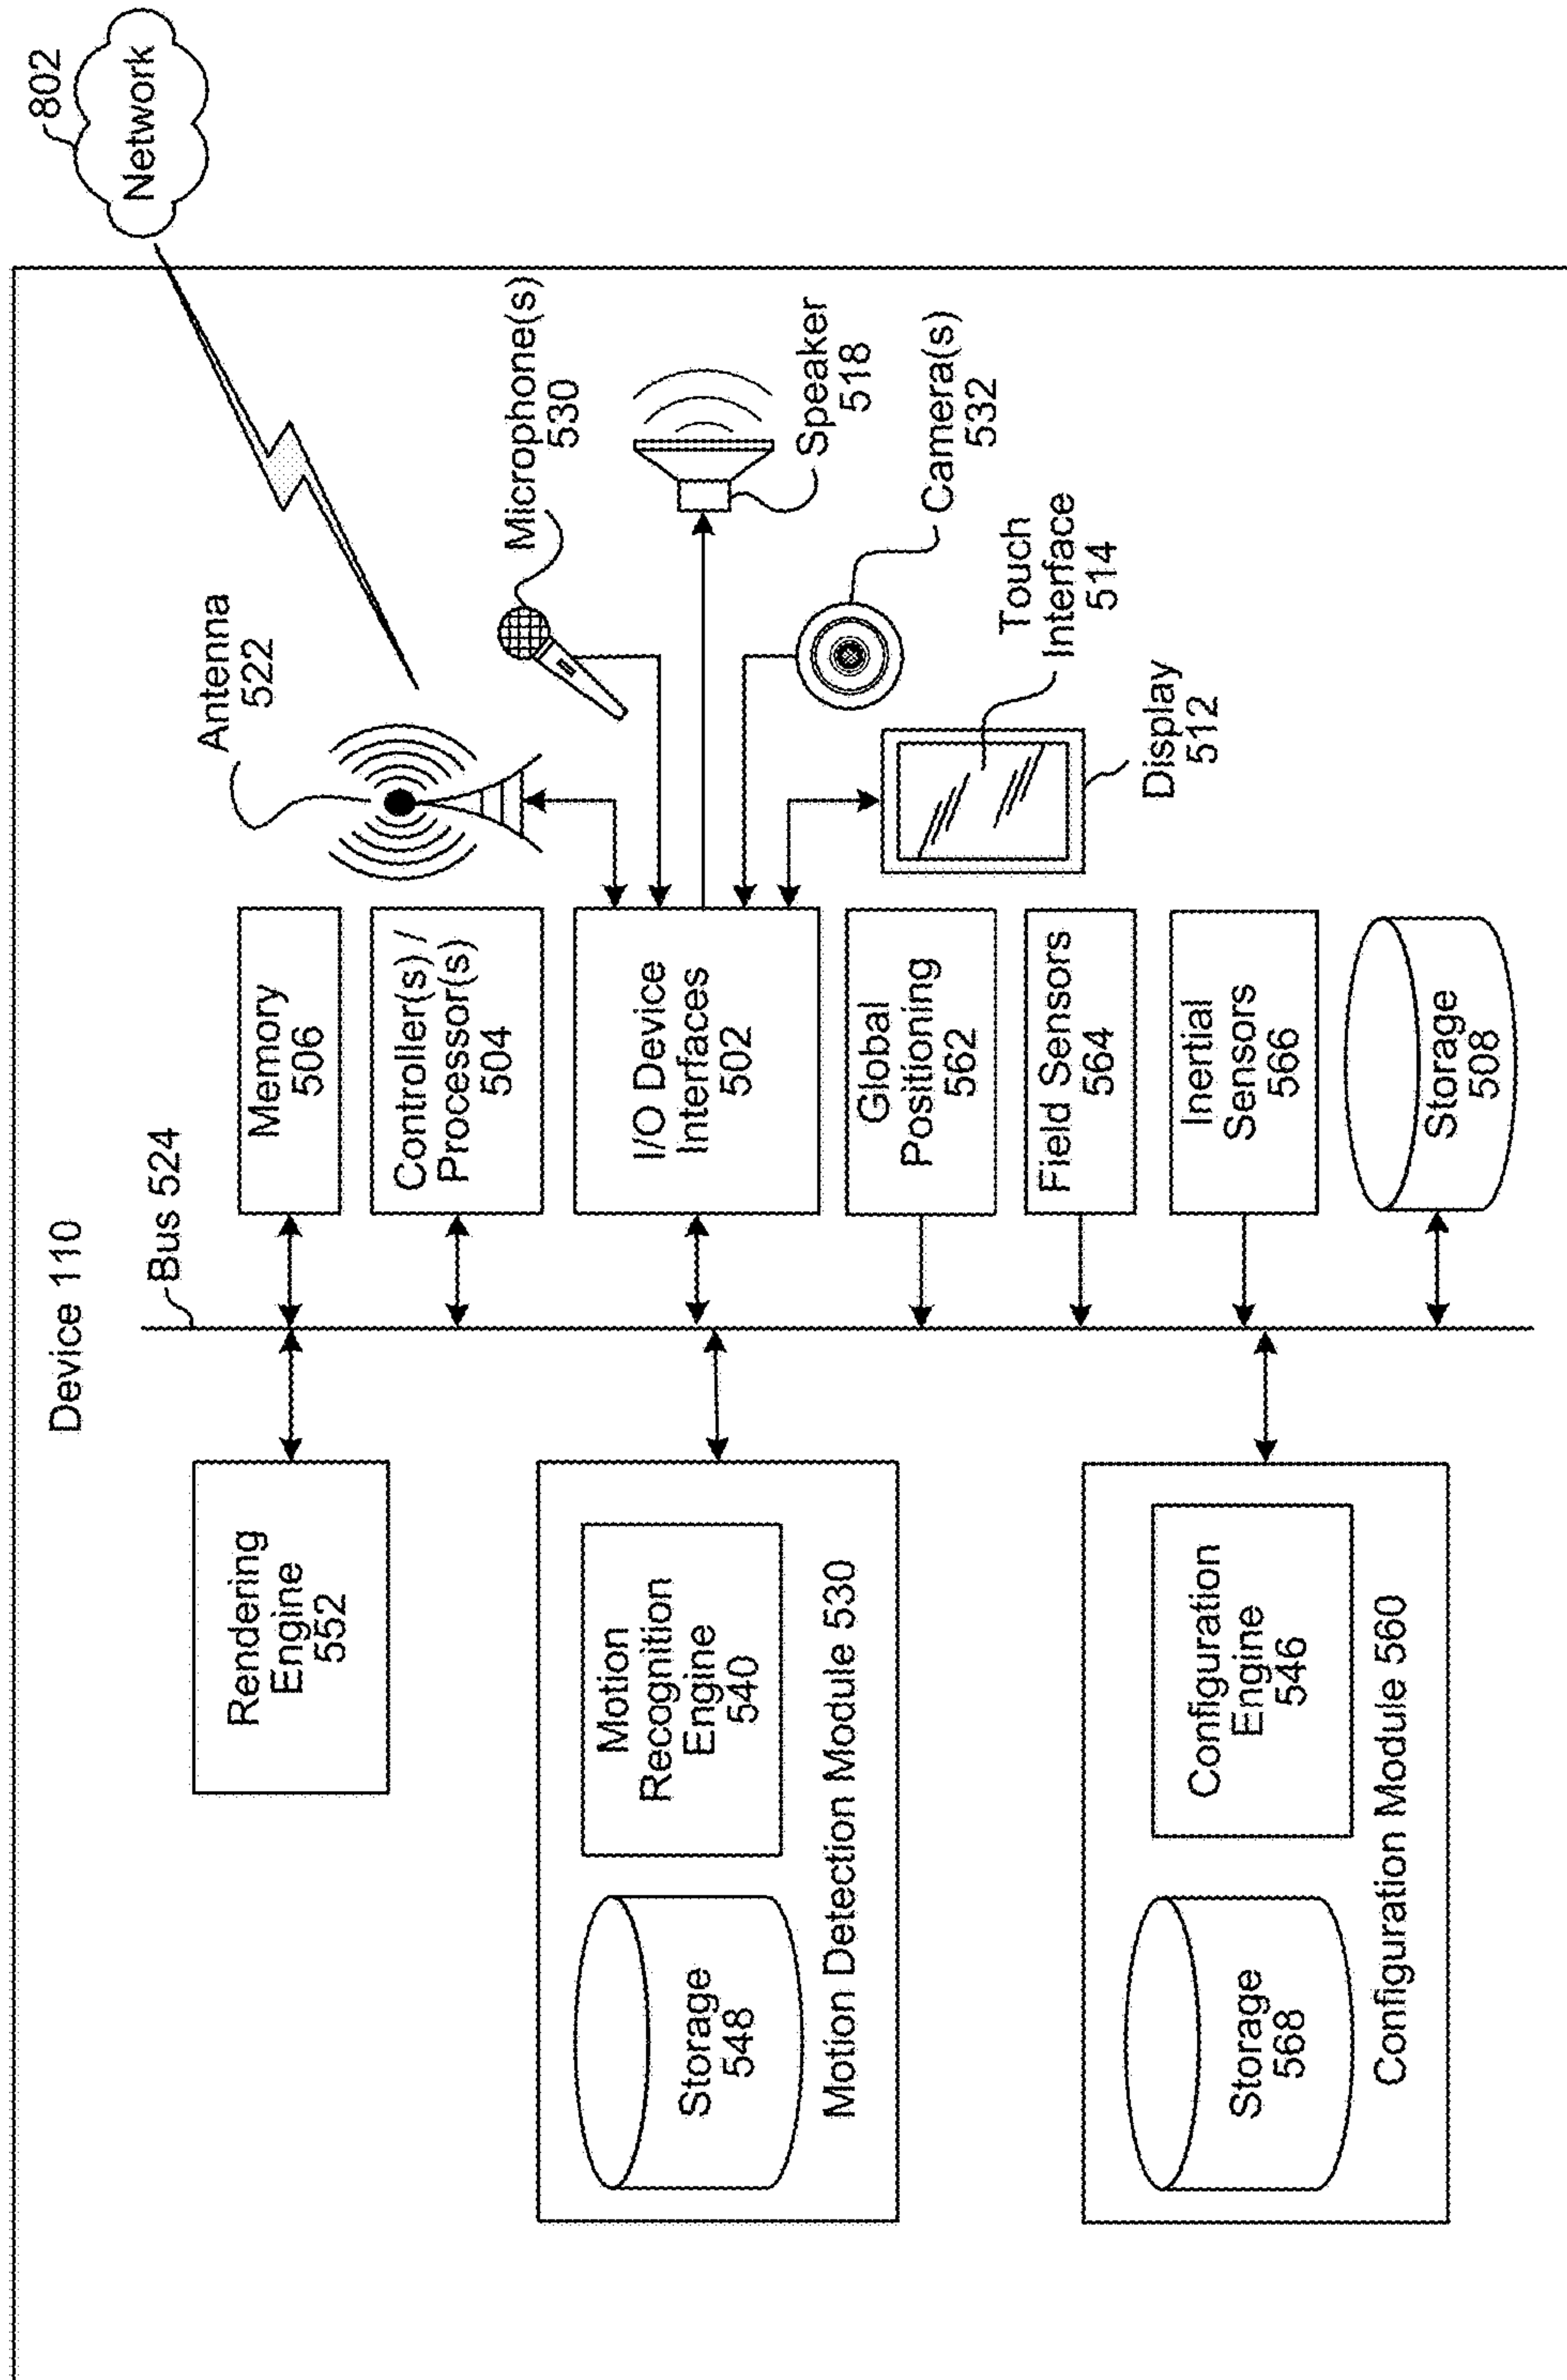 Device 110
802
Network
Bus 524
Antenna
522
Microphone(s)
530
Speaker
518
Camera(s)
532
Touch
Interface
514
Display
512
Memory
506
Controller(s) /
Processor(s)
504
I/O Device
Interfaces
502
Global
Positioning
562
Field Sensors
564
Inertial
Sensors
566
Storage
508
Rendering
Engine
552
Motion
Recognition
Engine
540
Storage
548
Motion Detection Module 530
Configuration
Engine
546
Storage
568
Configuration Module 560